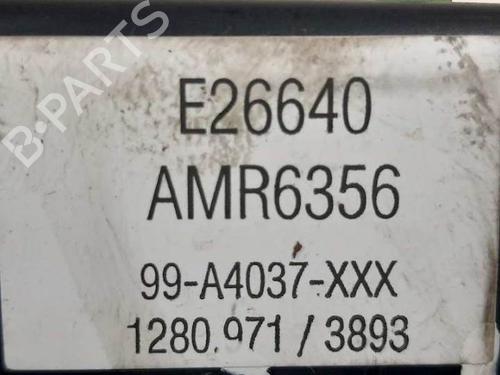 B-PARTS
E26640
AMR6356
99-A4037-XXX
1280.971 / 3893